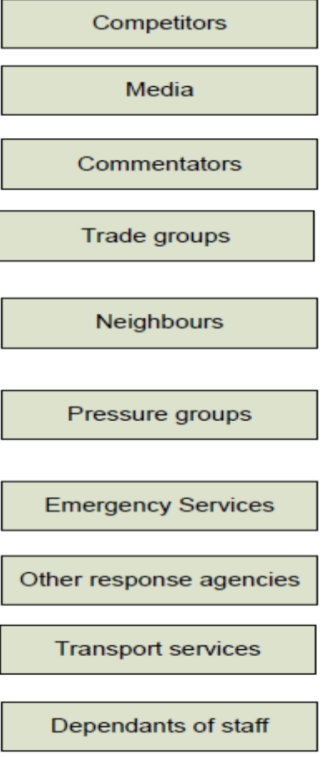 Competitors
Media
Commentators
Trade groups
Neighbours
Pressure groups
Emergency Services
Other response agencies
Transport services
Dependants of staff